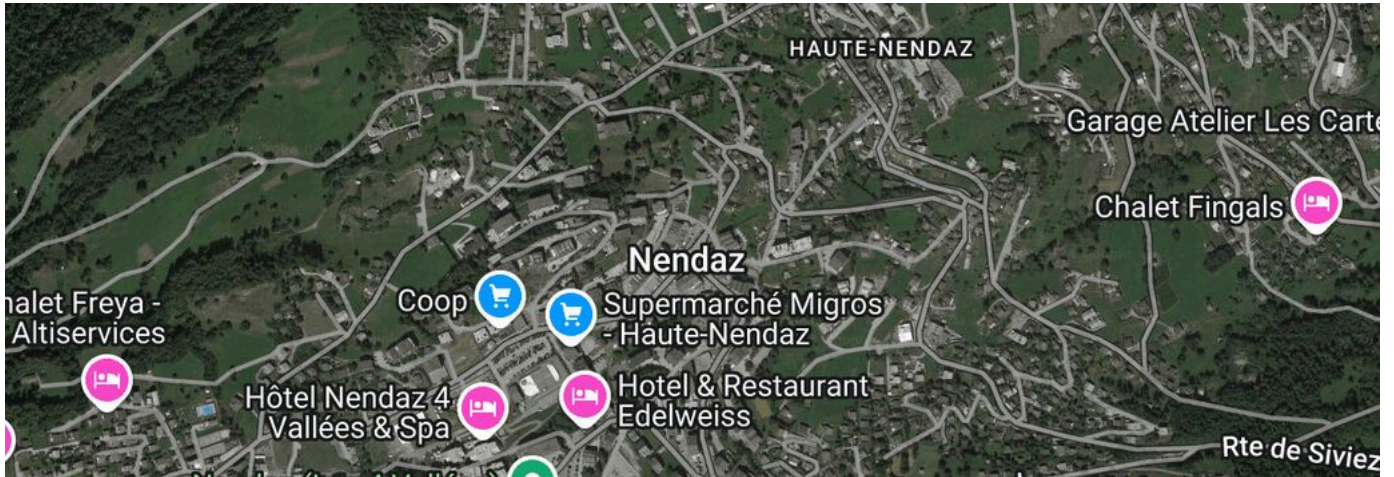 HAUTE-NENDAZ
Garage Atelier Les Carte
Chalet Fingals
Nendaz
halet Freya -
Altiservices
Coop
Supermarché Migros
- Haute-Nendaz
Hôtel Nendaz 4
Vallées & Spa
Hotel & Restaurant
Edelweiss
Rte de Siviez